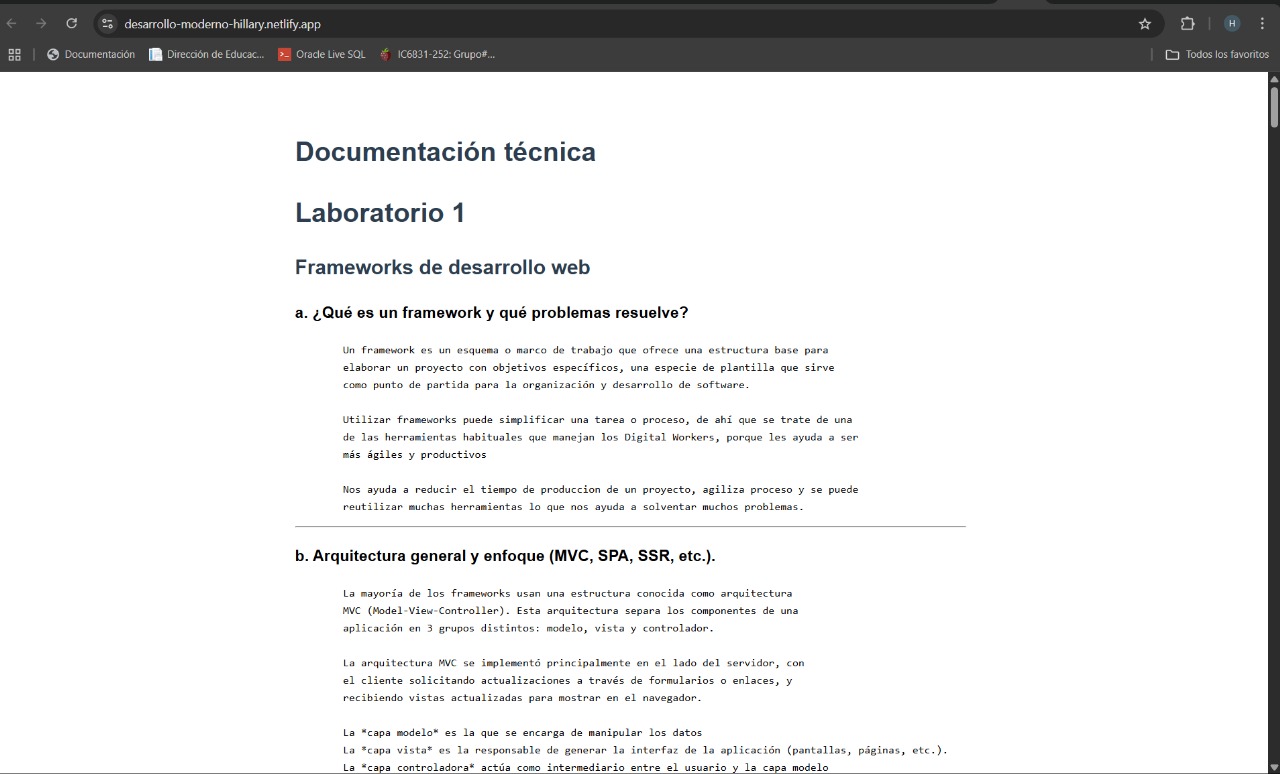 desarrollo-moderno-hillary.netlify.app
H
Documentación
Dirección de Educac...
Oracle Live SQL
IC6831-252: Grupo#...
Todos los favoritos
Documentación técnica
Laboratorio 1
Frameworks de desarrollo web
a. ¿Qué es un framework y qué problemas resuelve?
Un framework es un esquema o marco de trabajo que ofrece una estructura base para
elaborar un proyecto con objetivos específicos, una especie de plantilla que sirve
como punto de partida para la organización y desarrollo de software.
Utilizar frameworks puede simplificar una tarea o proceso, de ahí que se trate de una
de las herramientas habituales que manejan los Digital Workers, porque les ayuda a ser
más ágiles y productivos
Nos ayuda a reducir el tiempo de produccion de un proyecto, agiliza proceso y se puede
reutilizar muchas herramientas lo que nos ayuda a solventar muchos problemas.
b. Arquitectura general y enfoque (MVC, SPA, SSR, etc.).
La mayoría de los frameworks usan una estructura conocida como arquitectura
MVC (Model-View-Controller). Esta arquitectura separa los componentes de una
aplicación en 3 grupos distintos: modelo, vista y controlador.
La arquitectura MVC se implementó principalmente en el lado del servidor, con
el cliente solicitando actualizaciones a través de formularios o enlaces, y
recibiendo vistas actualizadas para mostrar en el navegador.
La *capa modelo* es la que se encarga de manipular los datos
La *capa vista* es la responsable de generar la interfaz de la aplicación (pantallas, páginas, etc.).
La *capa controladora* actúa como intermediario entre el usuario y la capa modelo